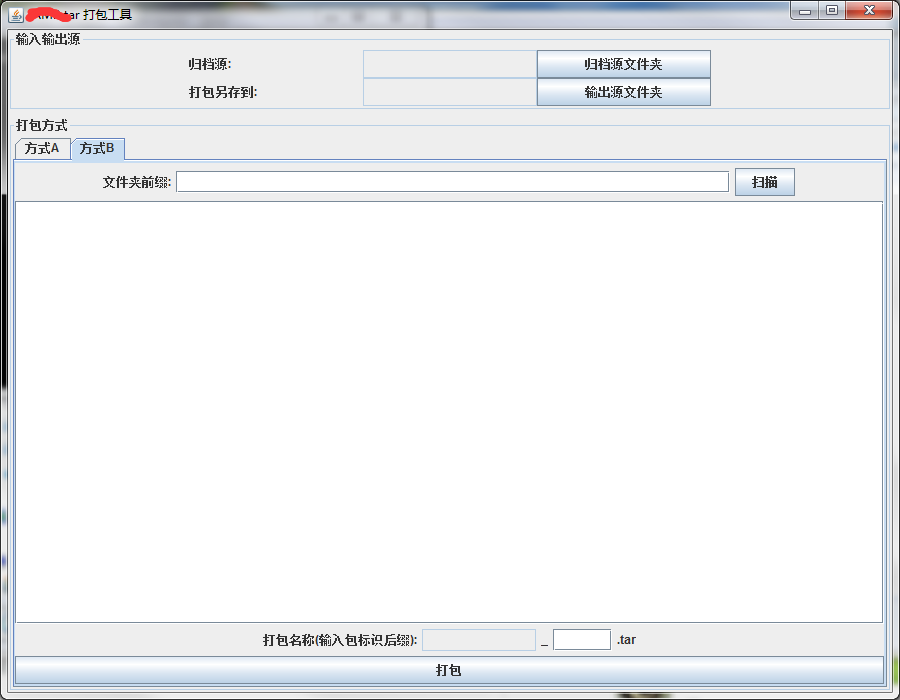 tar 打包工具
输入输出源
归档源:
归档源文件夹
打包另存到:
输出源文件夹
打包方式
方式A 方式B
文件夹前缀: 扫描
打包名称(输入包标识后缀): _ .tar
打包